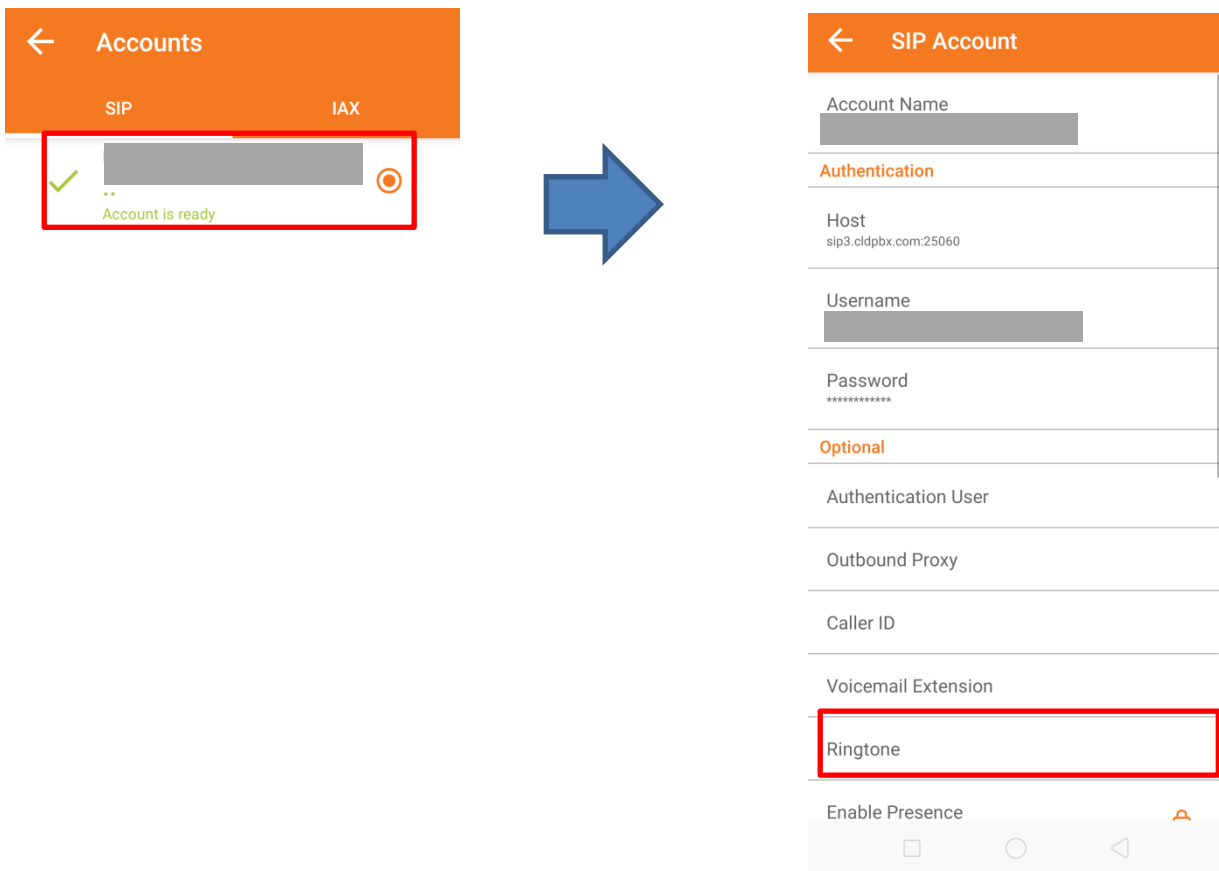 Accounts
SIP
IAX
Account is ready
SIP Account
Account Name
Authentication
Host
sip3.cldpbx.com:25060
Username
Password
************
Optional
Authentication User
Outbound Proxy
Caller ID
Voicemail Extension
Ringtone
Enable Presence